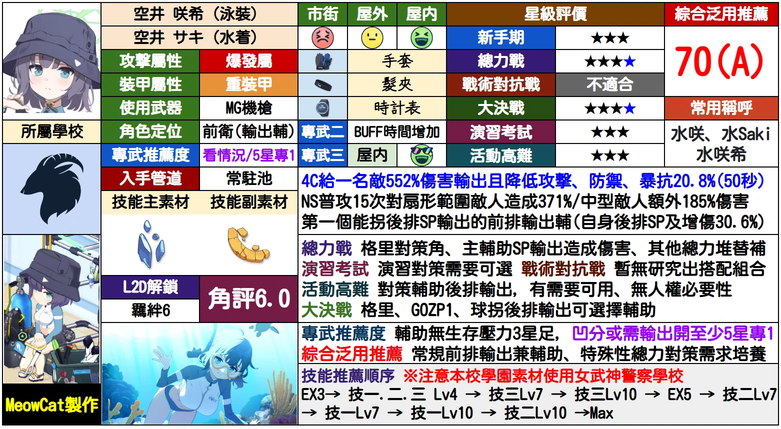 空井 咲希 (泳裝)
空井 サキ (水着)
市街 屋外 屋內
星級評價
綜合泛用推薦
新手期 ★★★
攻擊屬性 爆發屬
手套
總力戰 ★★★★
70(A)
裝甲屬性 重裝甲
髮夾
戰術對抗戰 不適合
使用武器 MG機槍
時計表
大決戰 ★★★★
常用稱呼
所屬學校
角色定位 前衛(輸出輔)
專武二 BUFF時間增加
演習考試 ★★★
水咲、水Saki
水咲希
專武推薦度 看情況/5星專1
專武三 屋内
活動高難 ★★★
入手管道 常駐池
4C給一名敵552%傷害輸出且降低攻擊、防禦、暴抗20.8%(50秒)
NS普攻15次對扇形範圍敵人造成371%/中型敵人額外185%傷害
第一個能拐後排SP輸出的前排輸出輔(自身後排SP及增傷30.6%)
技能主素材 技能副素材
總力戰 格里對策角、主輔助SP輸出造成傷害、其他總力堆替補
演習考試 演習對策需要可選 戰術對抗戰 暫無研究出搭配組合
活動高難 對策輔助後排輸出，有需要可用、無人權必要性
大決戰 格里、GOZP1、球拐後排輸出可選擇輔助
L2D解鎖
羈絆6
角評6.0
專武推薦度 輔助無生存壓力3星足，凹分或需輸出開至少5星專1
綜合泛用推薦 常規前排輸出兼輔助、特殊性總力對策需求培養
技能推薦順序 ※注意本校學園素材使用女武神警察學校
EX3→ 技一.二.三 Lv4 → 技三Lv7 → 技三Lv10 → EX5 → 技二Lv7
→ 技一Lv7 → 技一Lv10 → 技二Lv10 →Max
MeowCat製作